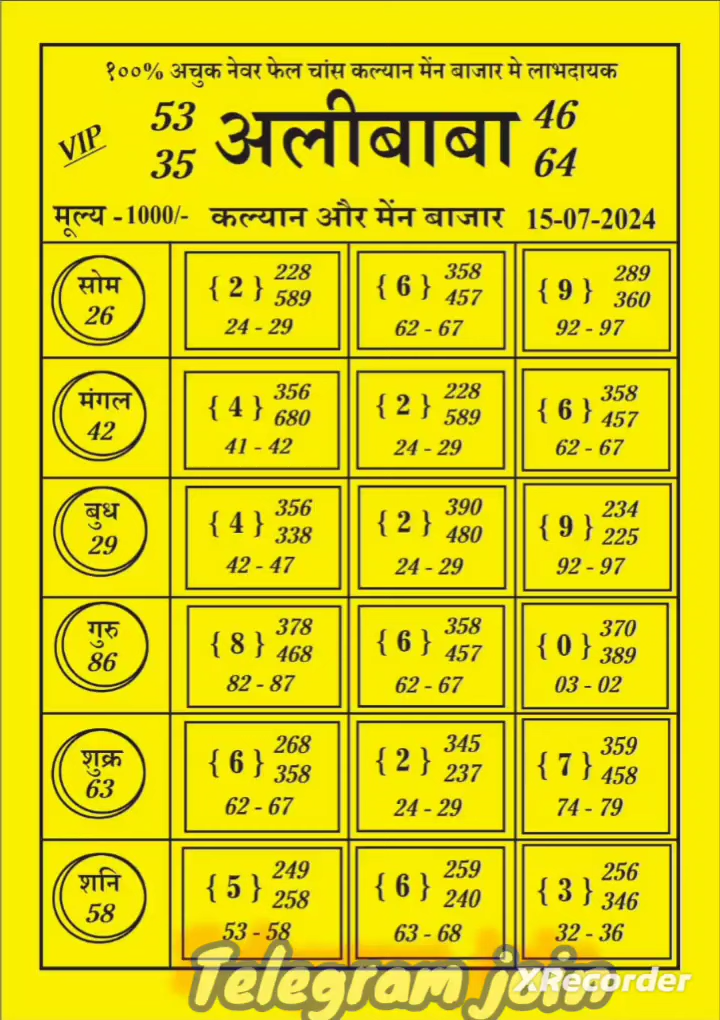 १००% अचुक नेवर फेल चांस कल्यान मेंन बाजार मे लाभदायक
VIP
53
35
अलीबाबा
46
64
मूल्य - 1000/- कल्यान और मेंन बाजार 15-07-2024
सोम
26
{ 2 } 228
589
24 - 29
{ 6 } 358
457
62 - 67
{ 9 } 289
360
92 - 97
मंगल
42
{ 4 } 356
680
41 - 42
{ 2 } 228
589
24 - 29
{ 6 } 358
457
62 - 67
बुध
29
{ 4 } 356
338
42 - 47
{ 2 } 390
480
24 - 29
{ 9 } 234
225
92 - 97
गुरु
86
{ 8 } 378
468
82 - 87
{ 6 } 358
457
62 - 67
{ 0 } 370
389
03 - 02
शुक्र
63
{ 6 } 268
358
62 - 67
{ 2 } 345
237
24 - 29
{ 7 } 359
458
74 - 79
शनि
58
{ 5 } 249
258
53 - 58
{ 6 } 259
240
63 - 68
{ 3 } 256
346
32 - 36
Telegram join
XRecorder